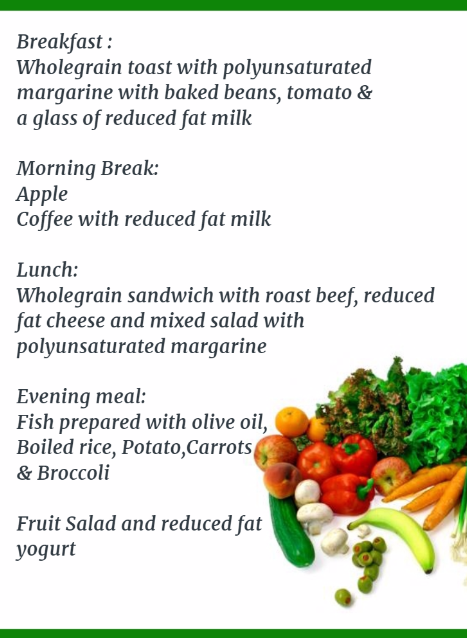 Breakfast :
Wholegrain toast with polyunsaturated
margarine with baked beans, tomato &
a glass of reduced fat milk
Morning Break:
Apple
Coffee with reduced fat milk
Lunch:
Wholegrain sandwich with roast beef, reduced
fat cheese and mixed salad with
polyunsaturated margarine
Evening meal:
Fish prepared with olive oil,
Boiled rice, Potato,Carrots
& Broccoli
Fruit Salad and reduced fat
yogurt